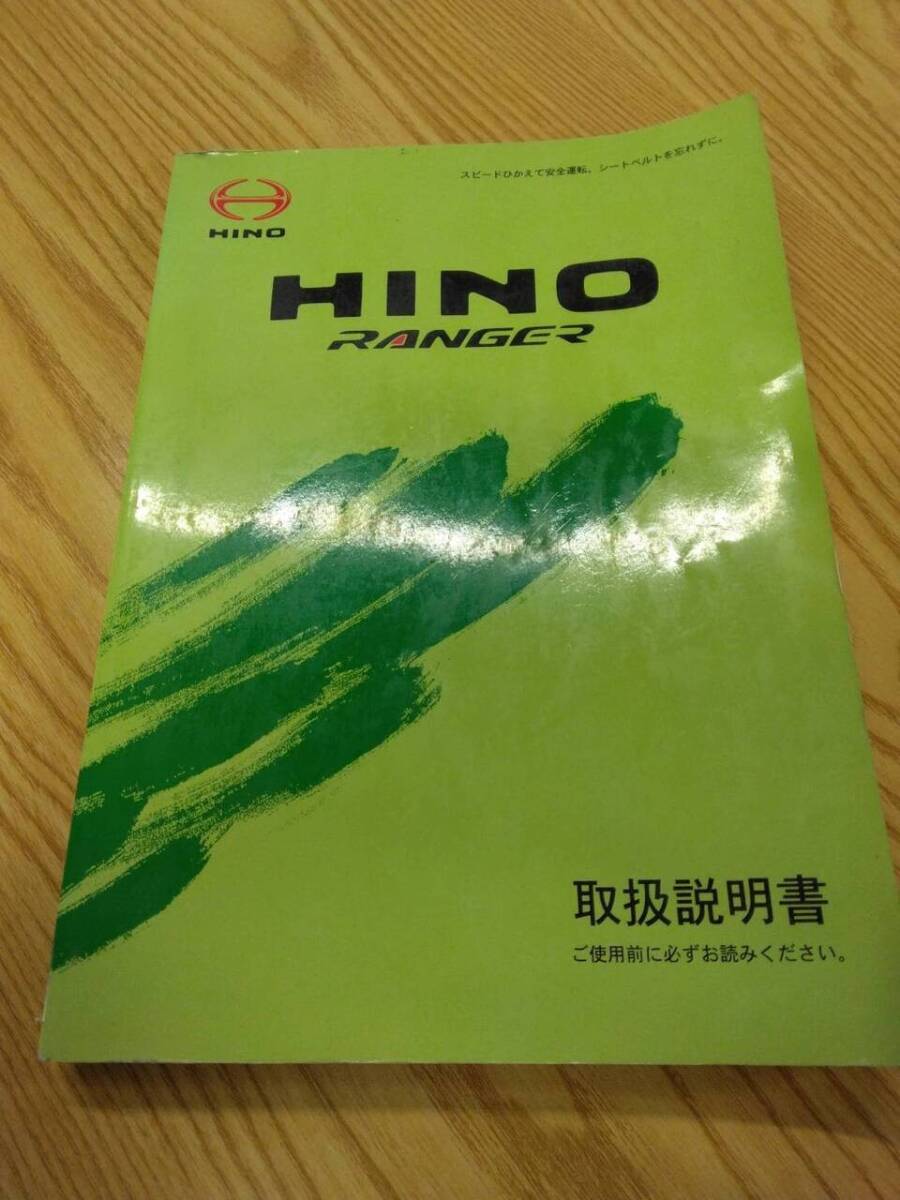 スピードひかえて安全運転、シートベルトを忘れずに。
HINO
HINO
RANGER
取扱説明書
ご使用前に必ずお読みください。